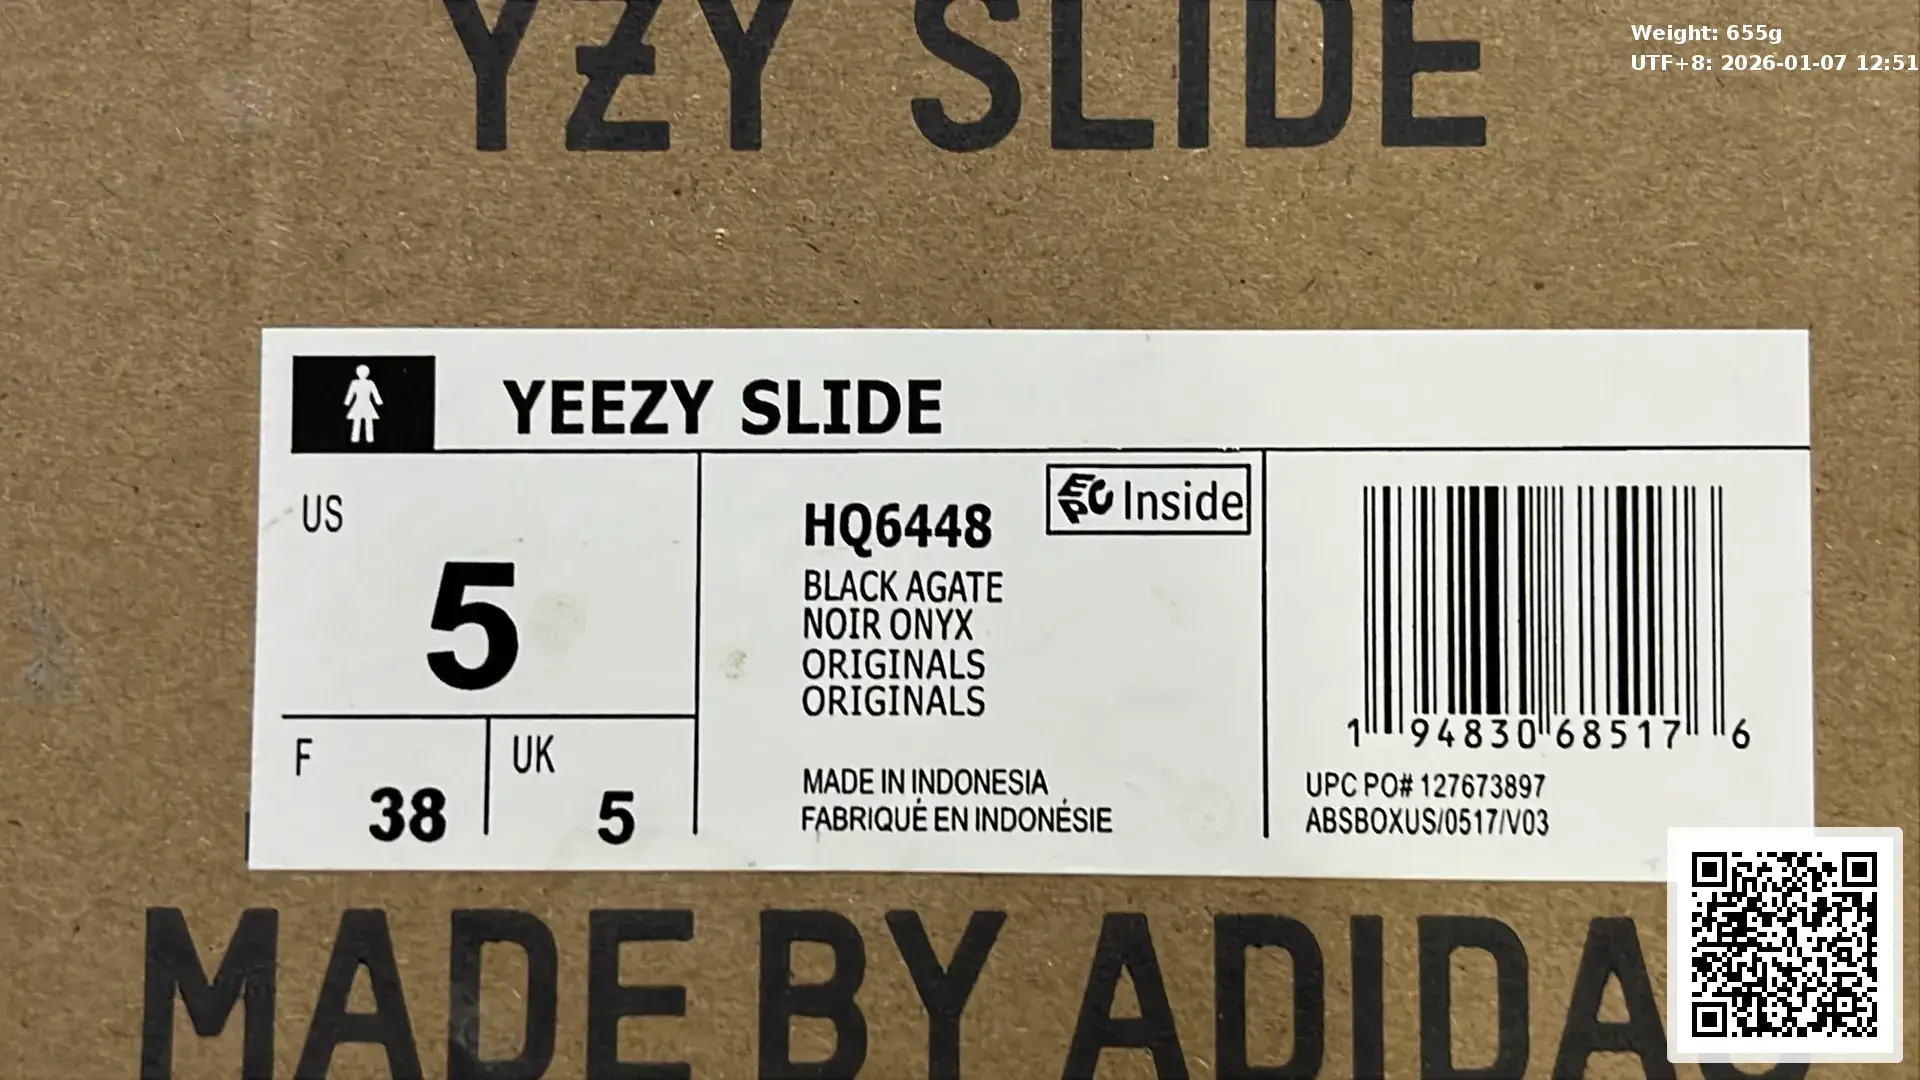 YZY SLIDE
Weight: 655g
UTF+8: 2026-01-07 12:51
YEEZY SLIDE
US
5
F
38
UK
5
HQ6448
EPC Inside
BLACK AGATE
NOIR ONYX
ORIGINALS
ORIGINALS
MADE IN INDONESIA
FABRIQUÉ EN INDONÉSIE
1 94830 68517 6
UPC PO# 127673897
ABSBOXUS/0517/V03
MADE BY ADIDAS